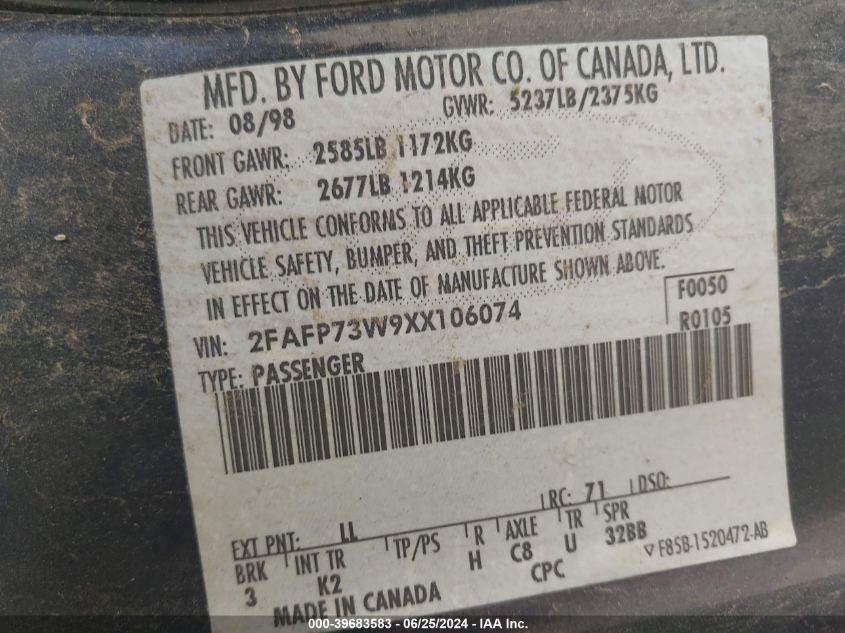 MFD. BY FORD MOTOR CO. OF CANADA, LTD.
DATE: 08/98 GVWR: 5237LB/2375KG
FRONT GAWR: 2585LB 1172KG
REAR GAWR: 2677LB 1214KG
THIS VEHICLE CONFORMS TO ALL APPLICABLE FEDERAL MOTOR
VEHICLE SAFETY, BUMPER, AND THEFT PREVENTION STANDARDS
IN EFFECT ON THE DATE OF MANUFACTURE SHOWN ABOVE.
VIN: 2FAFP73W9XX106074 F0050
TYPE: PASSENGER R0105
EXT PNT: LL RC: 71 DSO:
BRK INT TR TP/PS R AXLE TR SPR
3 K2 H C8 U 32BB F85B-1520472-AB
CPC
MADE IN CANADA
000-39683583 / 06/25/2024 - IAA Inc.